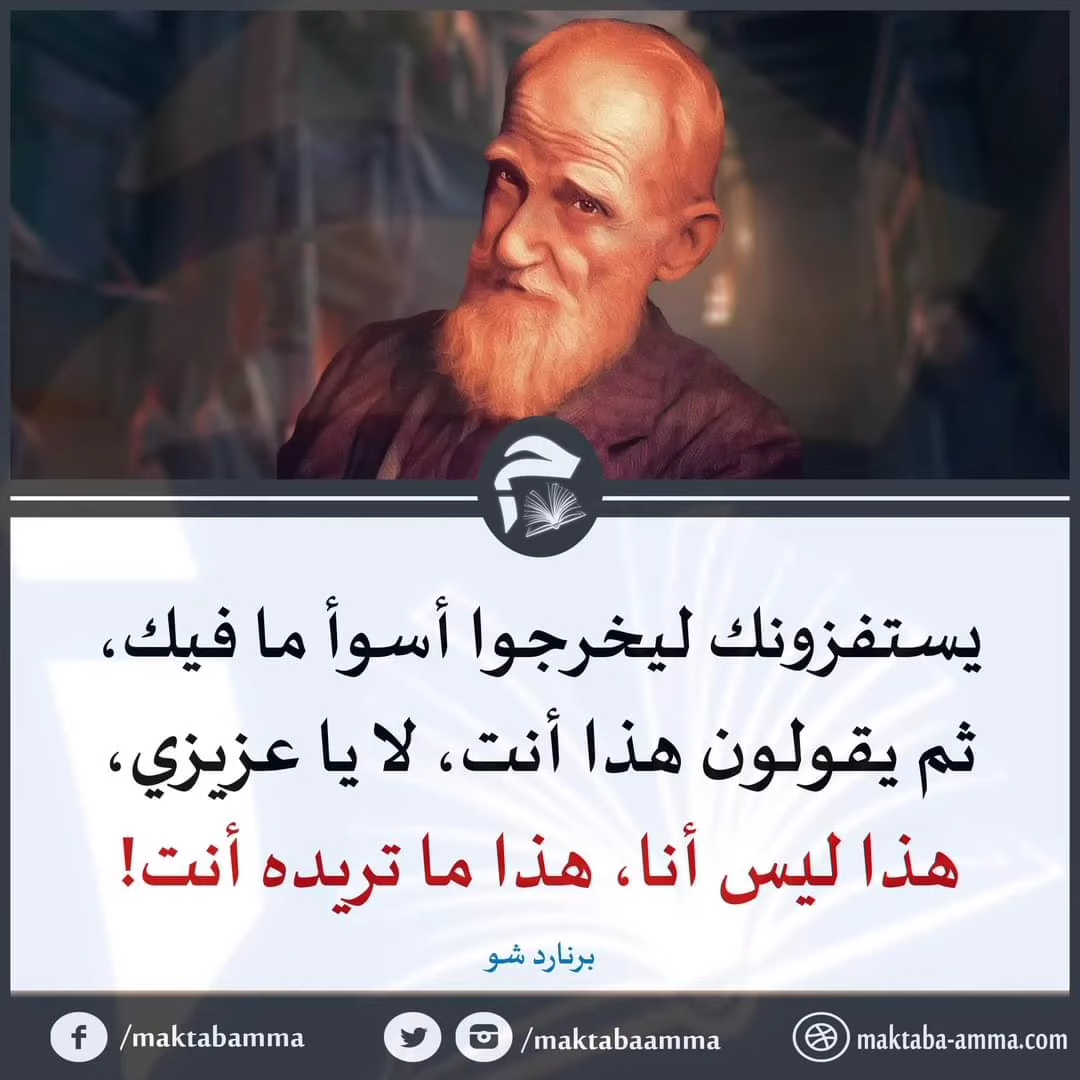 يستفزونك ليخرجوا أسوأ ما فيك،
ثم يقولون هذا أنت، لا يا عزيزي،
هذا ليس أنا، هذا ما تريده أنت!
برنارد شو
/maktabamma
/maktabaamma
maktaba-amma.com